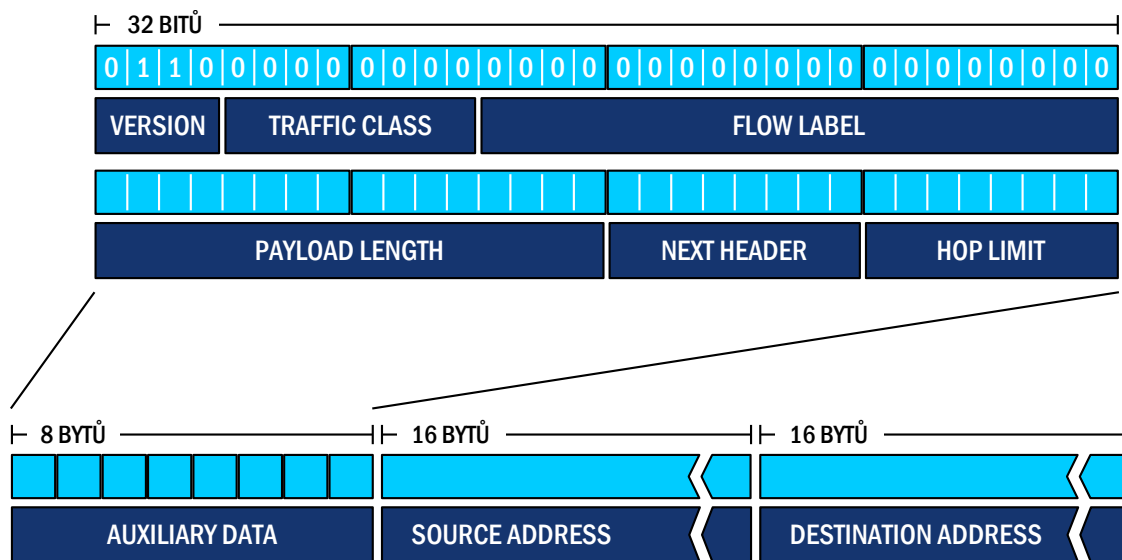 32 BITŮ
0 1 1 0 0 0 0 0 0 0 0 0 0 0 0 0 0 0 0 0 0 0 0 0 0 0 0 0 0 0 0 0
VERSION TRAFFIC CLASS FLOW LABEL
PAYLOAD LENGTH NEXT HEADER HOP LIMIT
8 BYTŮ 16 BYTŮ 16 BYTŮ
AUXILIARY DATA SOURCE ADDRESS DESTINATION ADDRESS